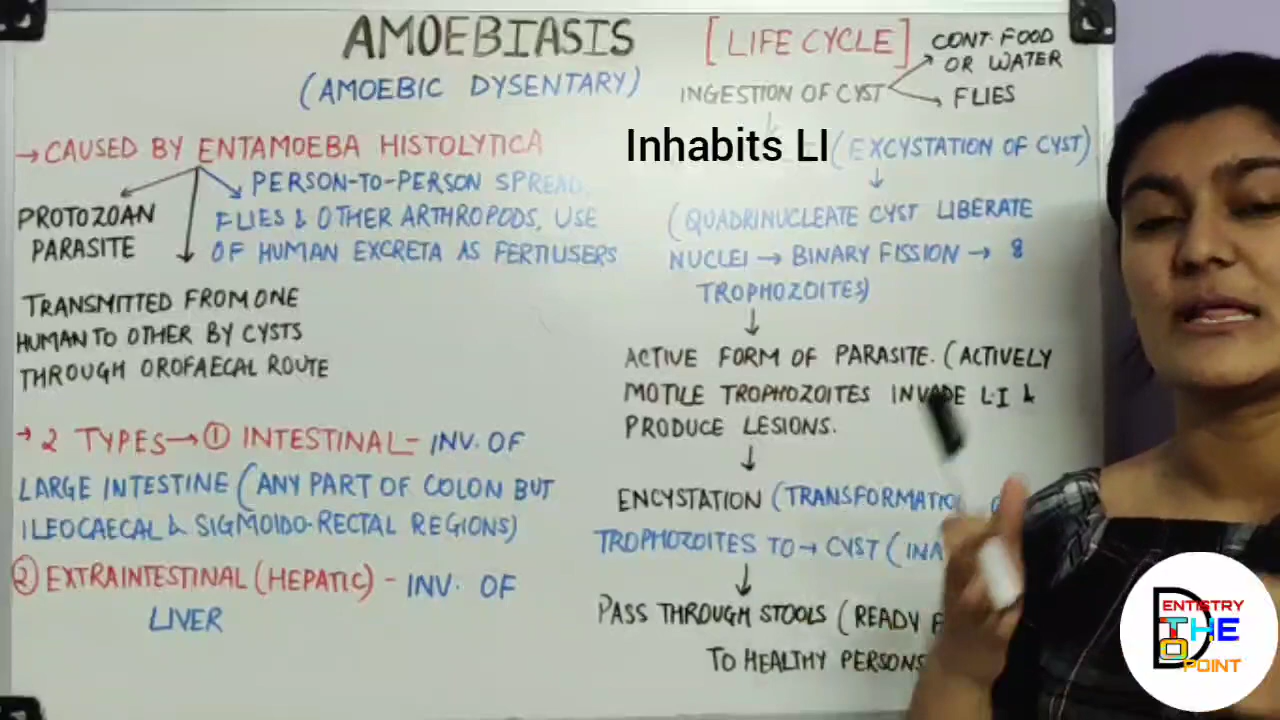 AMOEBIASIS
(AMOEBIC DYSENTARY)
→ CAUSED BY ENTAMOEBA HISTOLYTICA
PROTOZOAN
PARASITE
PERSON-TO-PERSON SPREAD,
FLIES & OTHER ARTHROPODS, USE
OF HUMAN EXCRETA AS FERTILISERS
TRANSMITTED FROM ONE
HUMAN TO OTHER BY CYSTS
THROUGH OROFAECAL ROUTE
→ 2 TYPES → ① INTESTINAL - INV. OF
LARGE INTESTINE (ANY PART OF COLON BUT
ILEOCAECAL & SIGMOIDO-RECTAL REGIONS)
② EXTRAINTESTINAL (HEPATIC) - INV. OF
LIVER
[LIFE CYCLE]
INGESTION OF CYST
CONT. FOOD
OR WATER
FLIES
Inhabits LI
(EXCYSTATION OF CYST)
(QUADRINUCLEATE CYST LIBERATE
NUCLEI → BINARY FISSION → 8
TROPHOZOITES)
ACTIVE FORM OF PARASITE. (ACTIVELY
MOTILE TROPHOZOITES INVADE L.I &
PRODUCE LESIONS.
ENCYSTATION (
TROPHOZOITES TO → CYST (
PASS THROUGH STOOLS (READY
TO HEALTHY PERSONS
DENTISTRY
THE
TO
POINT